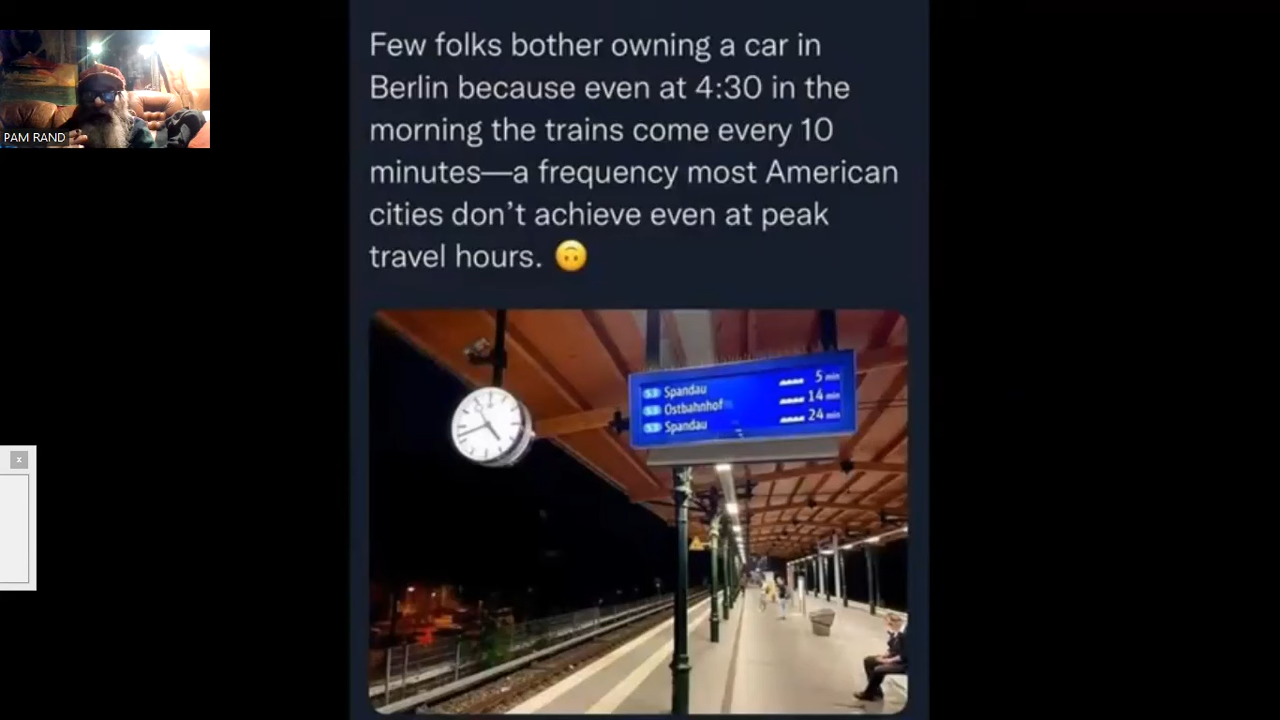 PAM RAND
Few folks bother owning a car in
Berlin because even at 4:30 in the
morning the trains come every 10
minutes—a frequency most American
cities don't achieve even at peak
travel hours. 🙃
S3 Spandau 5 min
S3 Ostbahnhof 14 min
S3 Spandau 24 min
x